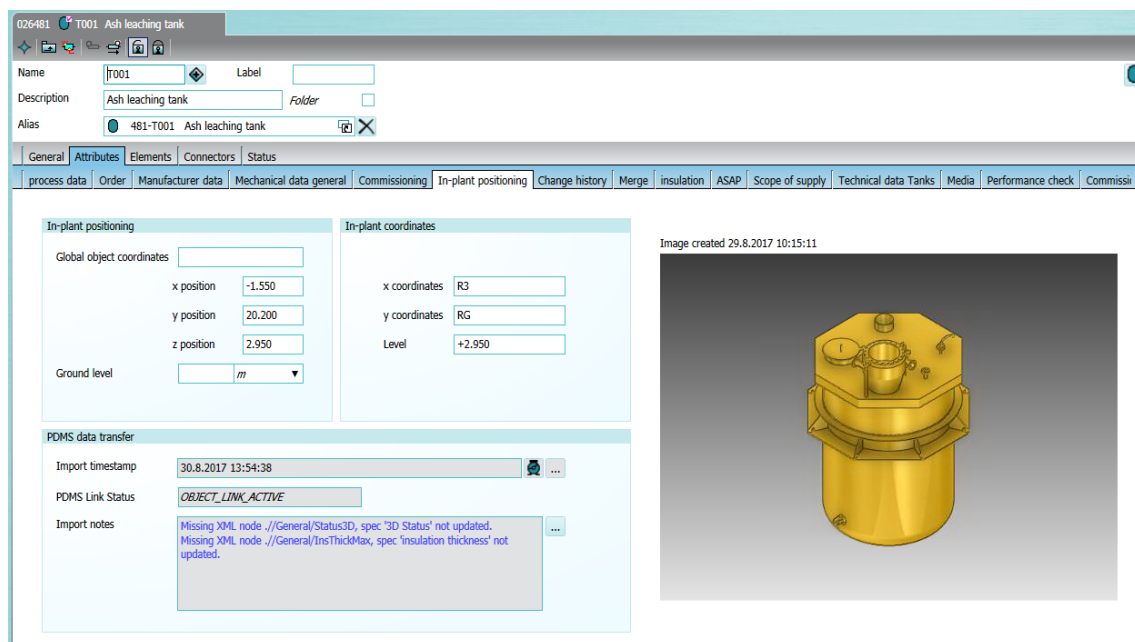 026481 T001 Ash leaching tank
Name T001 Label
Description Ash leaching tank Folder
Alias 481-T001 Ash leaching tank
General Attributes Elements Connectors Status
process data Order Manufacturer data Mechanical data general Commissioning In-plant positioning Change history Merge insulation ASAP Scope of supply Technical data Tanks Media Performance check
In-plant positioning
Global object coordinates
x position -1.550
y position 20.200
z position 2.950
Ground level m
In-plant coordinates
x coordinates R3
y coordinates RG
Level +2.950
Image created 29.8.2017 10:15:11
PDMS data transfer
Import timestamp 30.8.2017 13:54:38 ...
PDMS Link Status OBJECT_LINK_ACTIVE
Import notes Missing XML node .//General/Status3D, spec '3D Status' not updated. ...
Missing XML node .//General/InsThickMax, spec 'insulation thickness' not
updated.